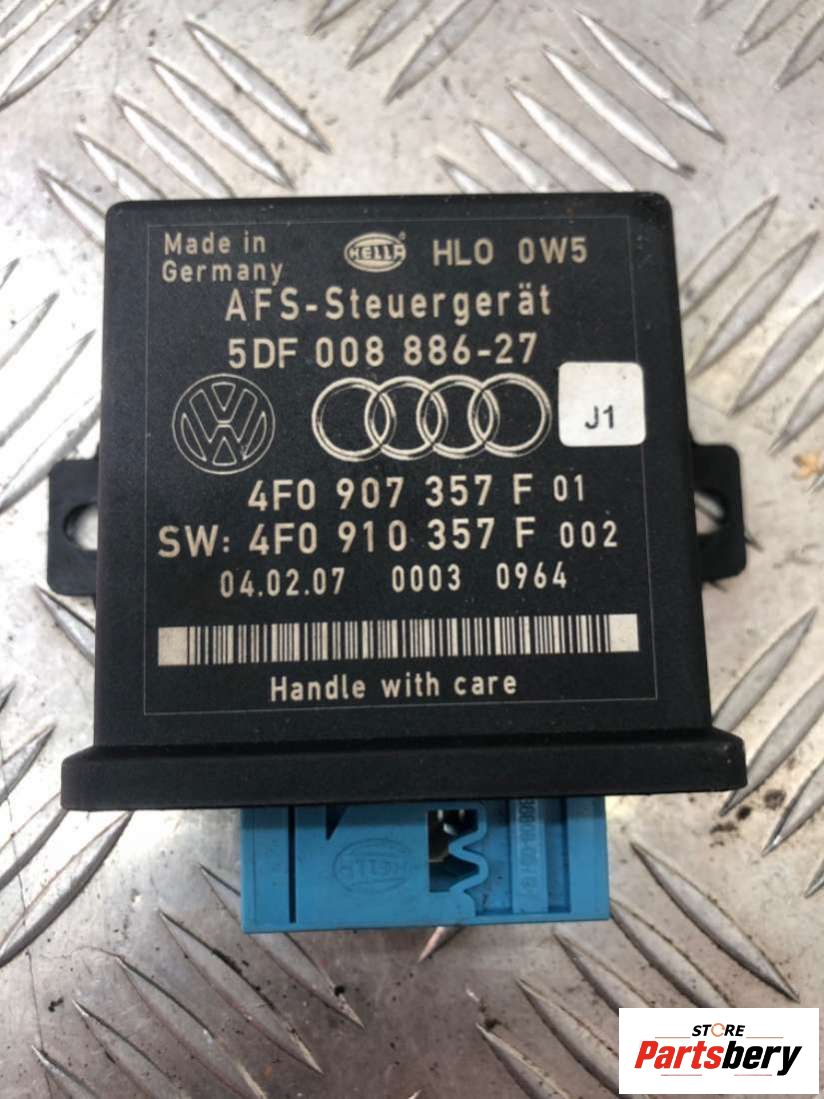 Made in
Germany
HELLA
®
HLO 0W5
AFS-Steuergerät
5DF 008 886-27
J1
4F0 907 357 F 01
SW: 4F0 910 357 F 002
04.02.07 0003 0964
Handle with care
HELLA
STORE
Partsbery